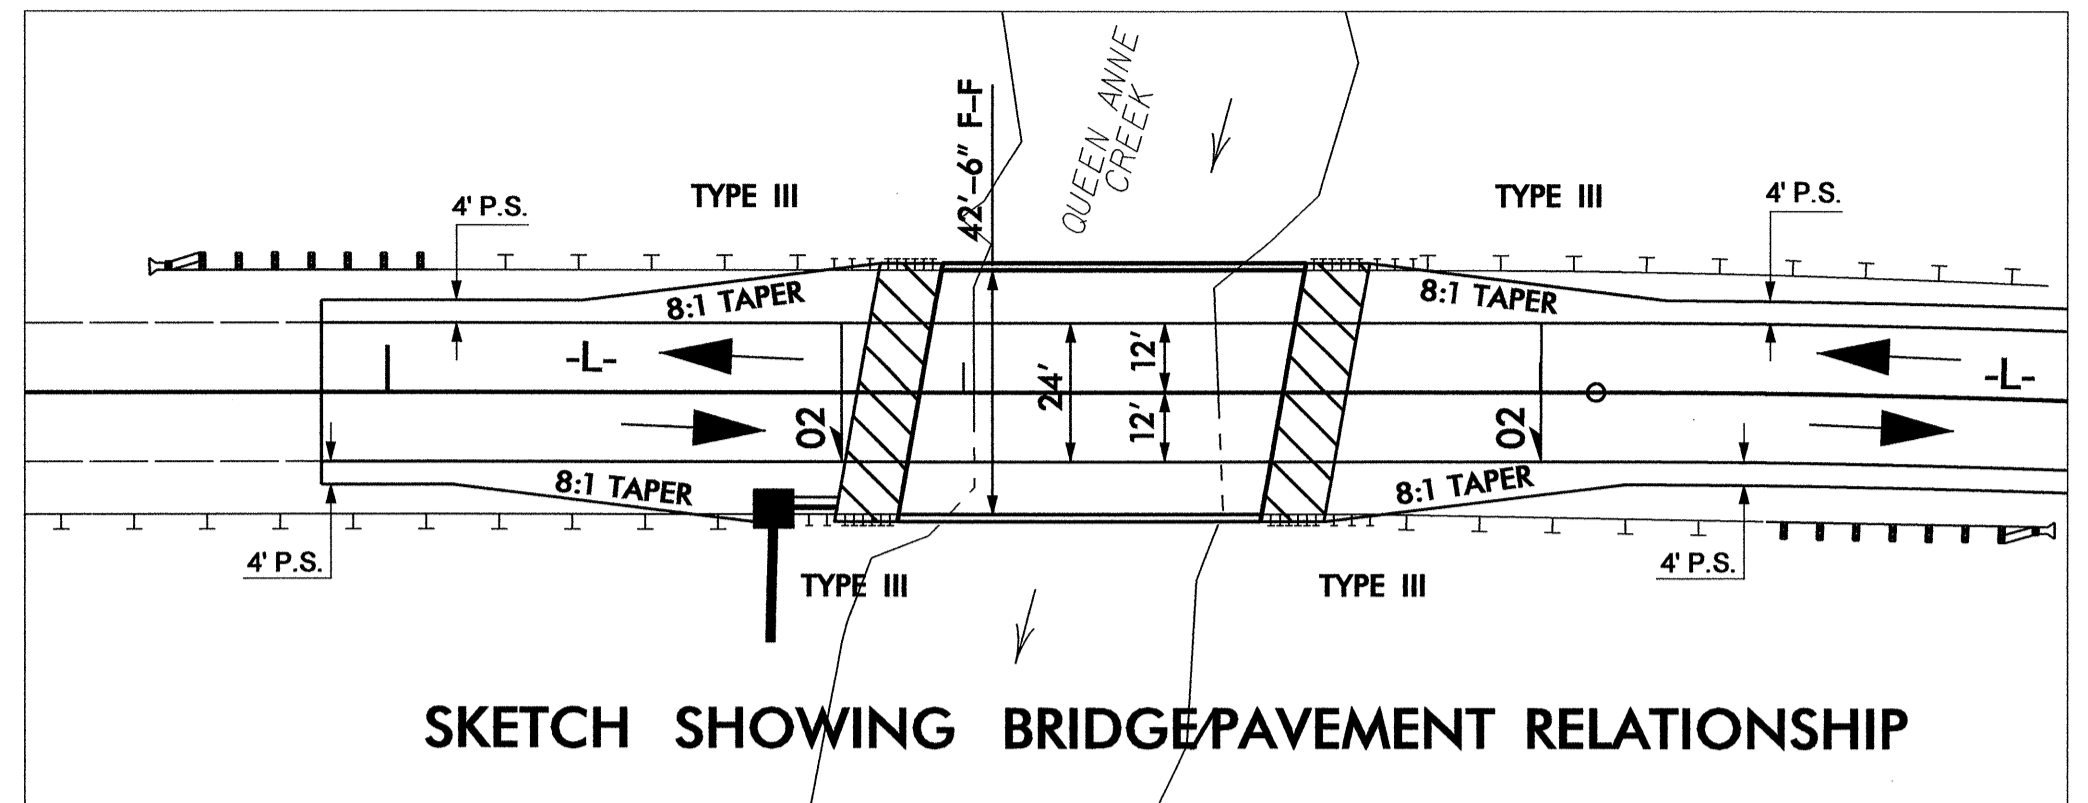 QUEEN ANNE
CREEK
42'-6" F-F
TYPE III
TYPE III
4' P.S.
4' P.S.
8:1 TAPER
8:1 TAPER
-L-
24'
12'
12'
-L-
02
02
8:1 TAPER
8:1 TAPER
4' P.S.
4' P.S.
TYPE III
TYPE III
SKETCH SHOWING BRIDGE/PAVEMENT RELATIONSHIP